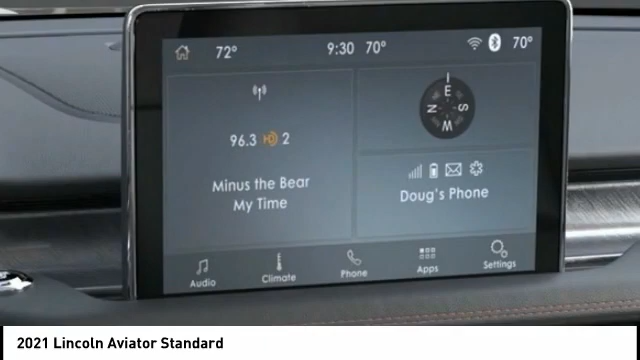 72° 9:30 70° 70°
96.3 HD 2
Minus the Bear
My Time
E
N S
W
Doug's Phone
Audio Climate Phone Apps Settings
2021 Lincoln Aviator Standard